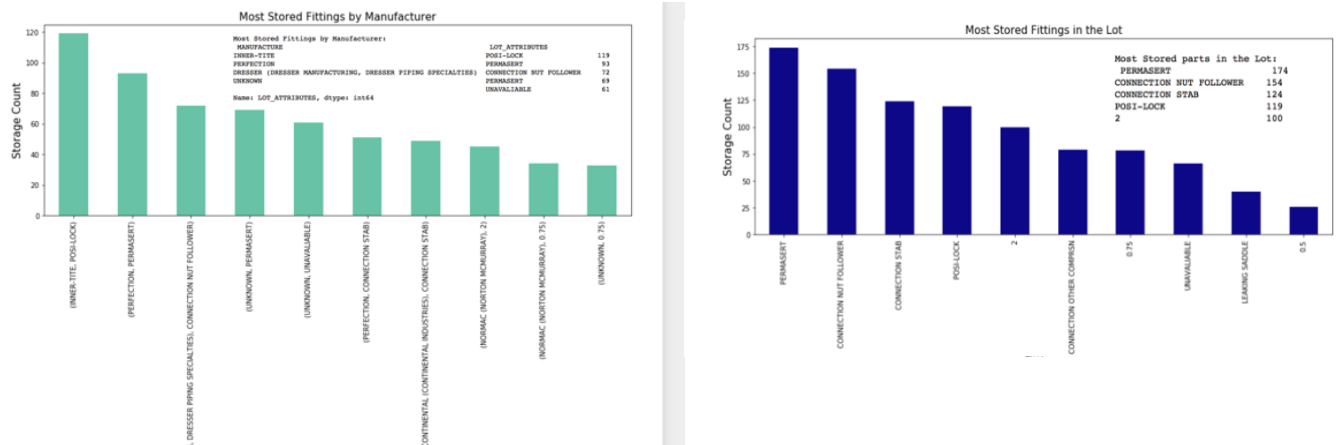 Most Stored Fittings by Manufacturer
Storage Count
120
100
80
60
40
20
0
Most Stored Fittings by Manufacturer:
MANUFACTURE LOT_ATTRIBUTES
INNER-TITE POSI-LOCK 119
PERFECTION PERMASERT 93
DRESSER (DRESSER MANUFACTURING, DRESSER PIPING SPECIALTIES) CONNECTION NUT FOLLOWER 72
UNKNOWN PERMASERT 69
UNAVALIABLE 61
Name: LOT_ATTRIBUTES, dtype: int64
(INNER-TITE, POSI-LOCK)
(PERFECTION, PERMASERT)
, DRESSER PIPING SPECIALTIES), CONNECTION NUT FOLLOWER)
(UNKNOWN, PERMASERT)
(UNKNOWN, UNAVALIABLE)
(PERFECTION, CONNECTION STAB)
CONTINENTAL (CONTINENTAL INDUSTRIES), CONNECTION STAB)
(NORMAC (NORTON MCMURRAY), 2)
(NORMAC (NORTON MCMURRAY), 0.75)
(UNKNOWN, 0.75)
Most Stored Fittings in the Lot
Storage Count
175
150
125
100
75
50
25
0
Most Stored parts in the Lot:
PERMASERT 174
CONNECTION NUT FOLLOWER 154
CONNECTION STAB 124
POSI-LOCK 119
2 100
PERMASERT
CONNECTION NUT FOLLOWER
CONNECTION STAB
POSI-LOCK
2
CONNECTION OTHER COMPRSN
0.75
UNAVALIABLE
LEAKING SADDLE
0.5